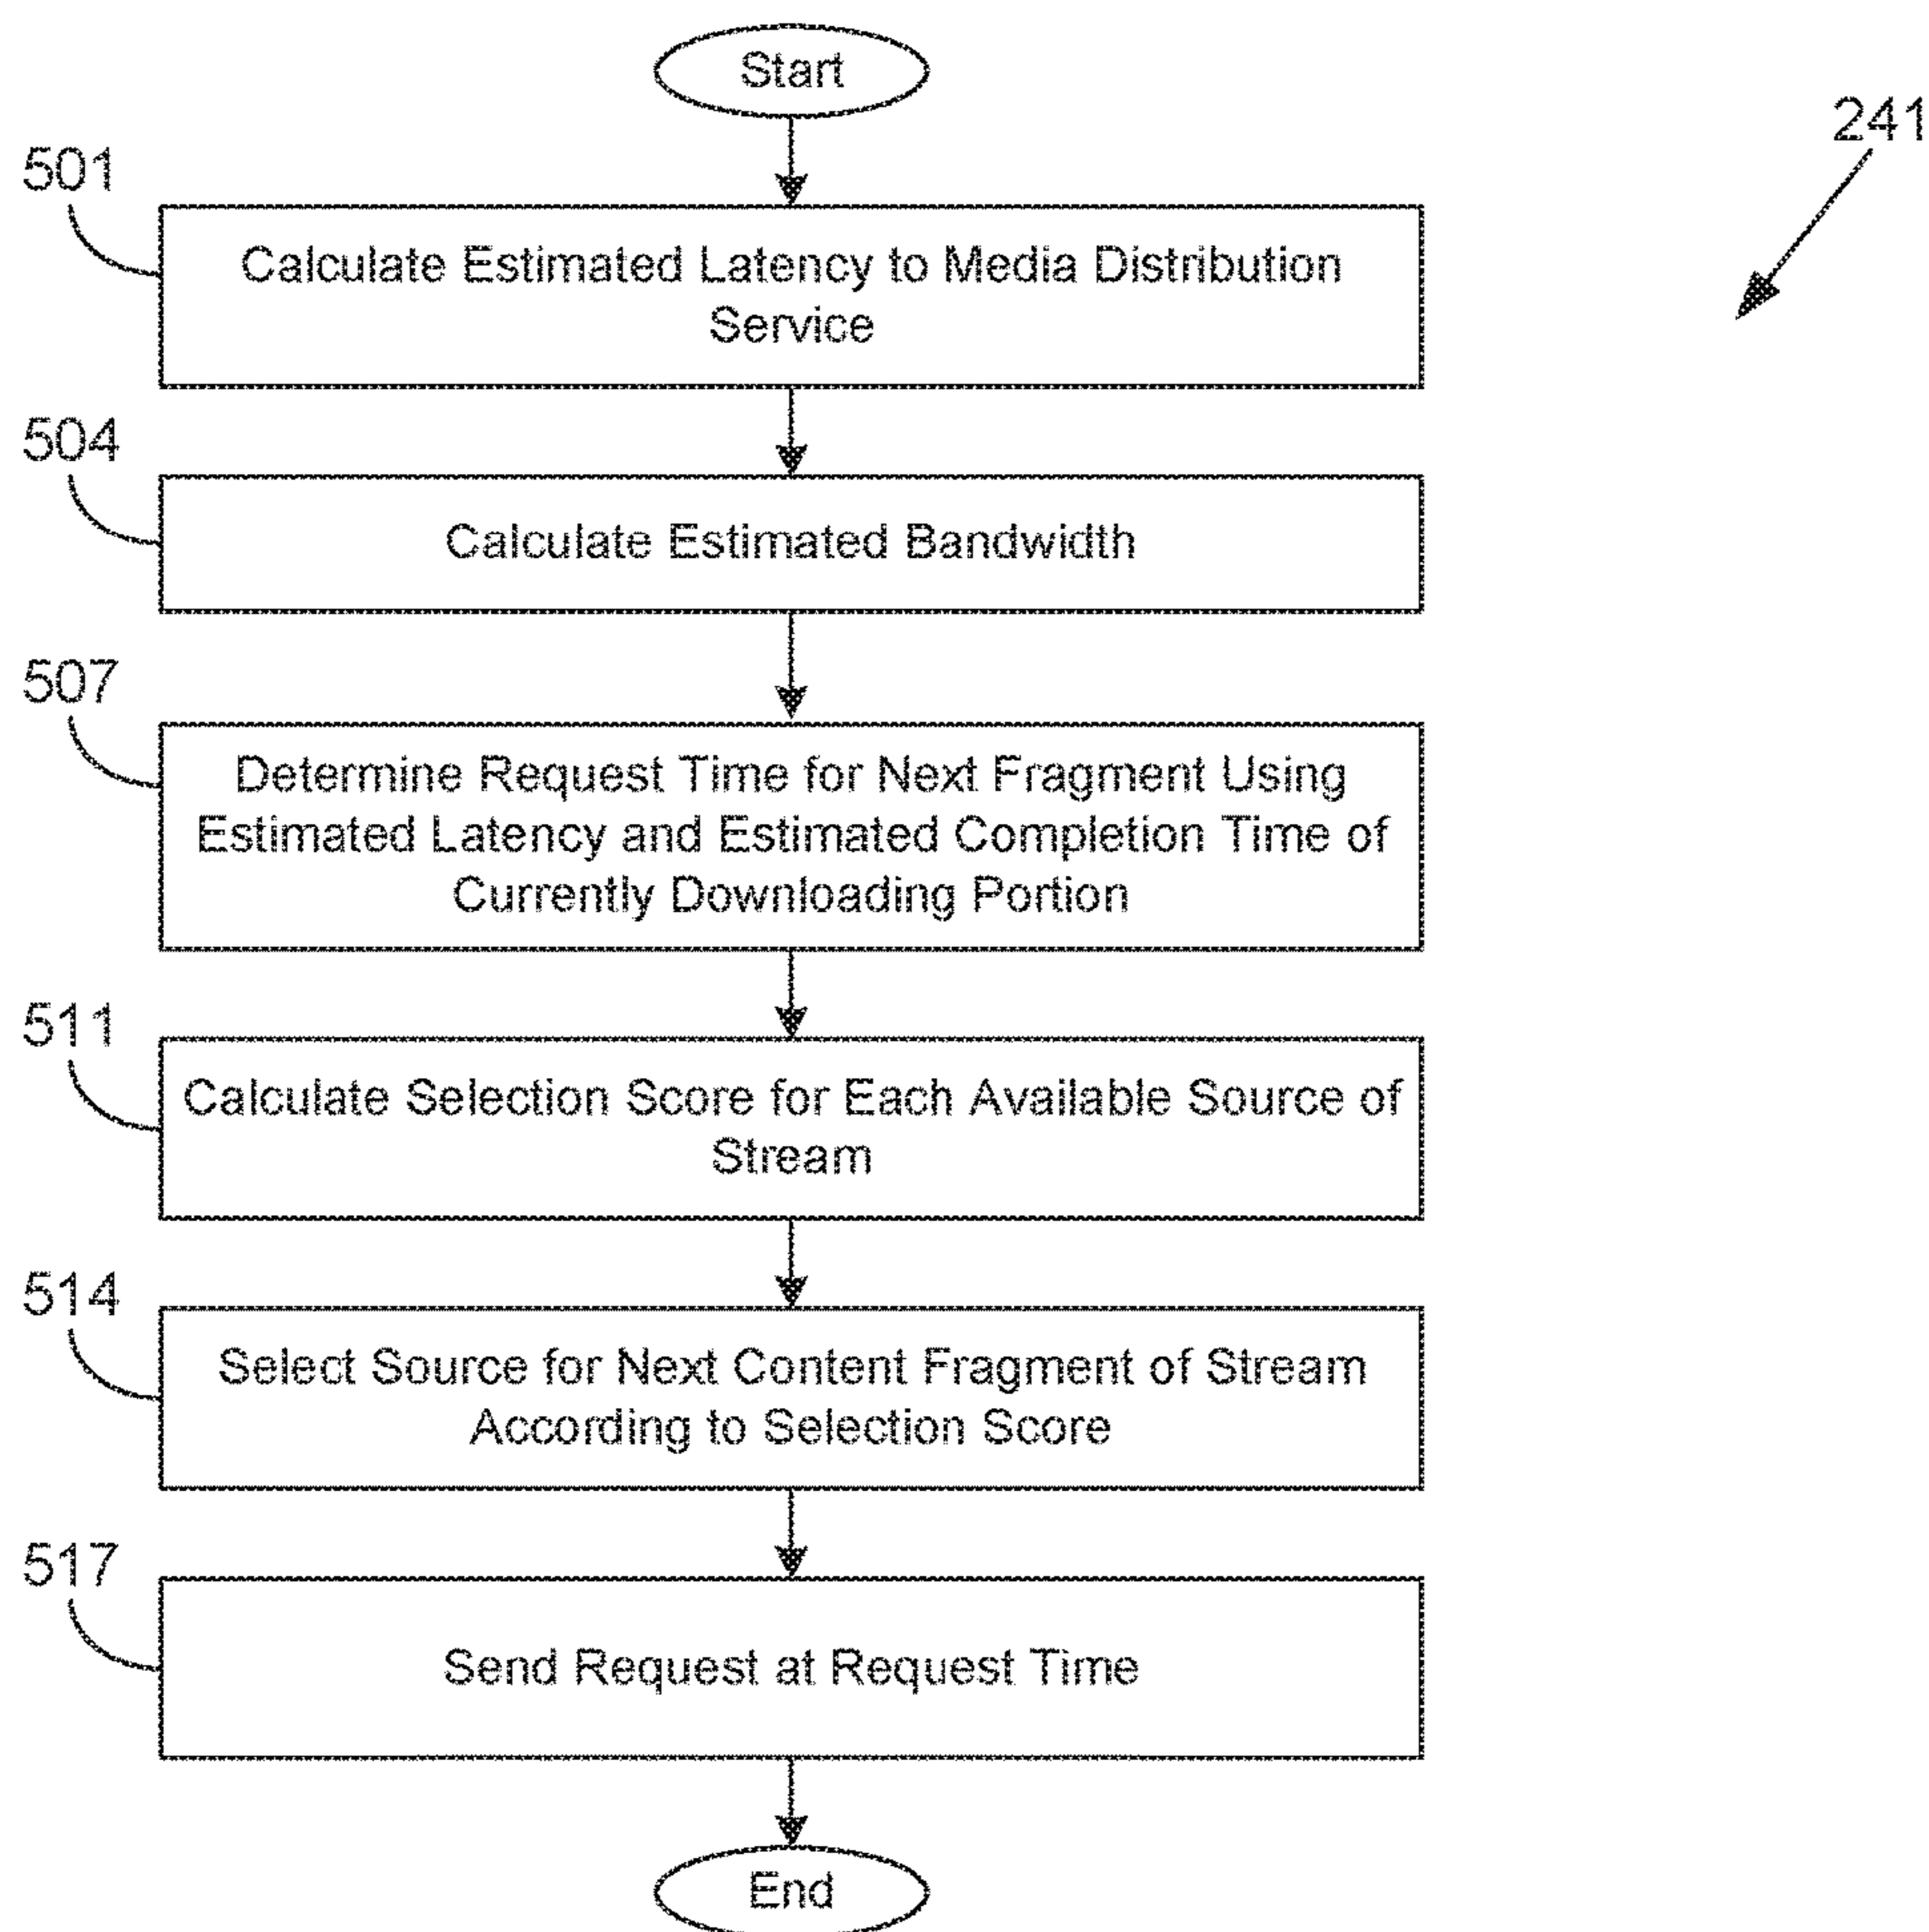 Start
241
501
Calculate Estimated Latency to Media Distribution
Service
504
Calculate Estimated Bandwidth
507
Determine Request Time for Next Fragment Using
Estimated Latency and Estimated Completion Time of
Currently Downloading Portion
511
Calculate Selection Score for Each Available Source of
Stream
514
Select Source for Next Content Fragment of Stream
According to Selection Score
517
Send Request at Request Time
End